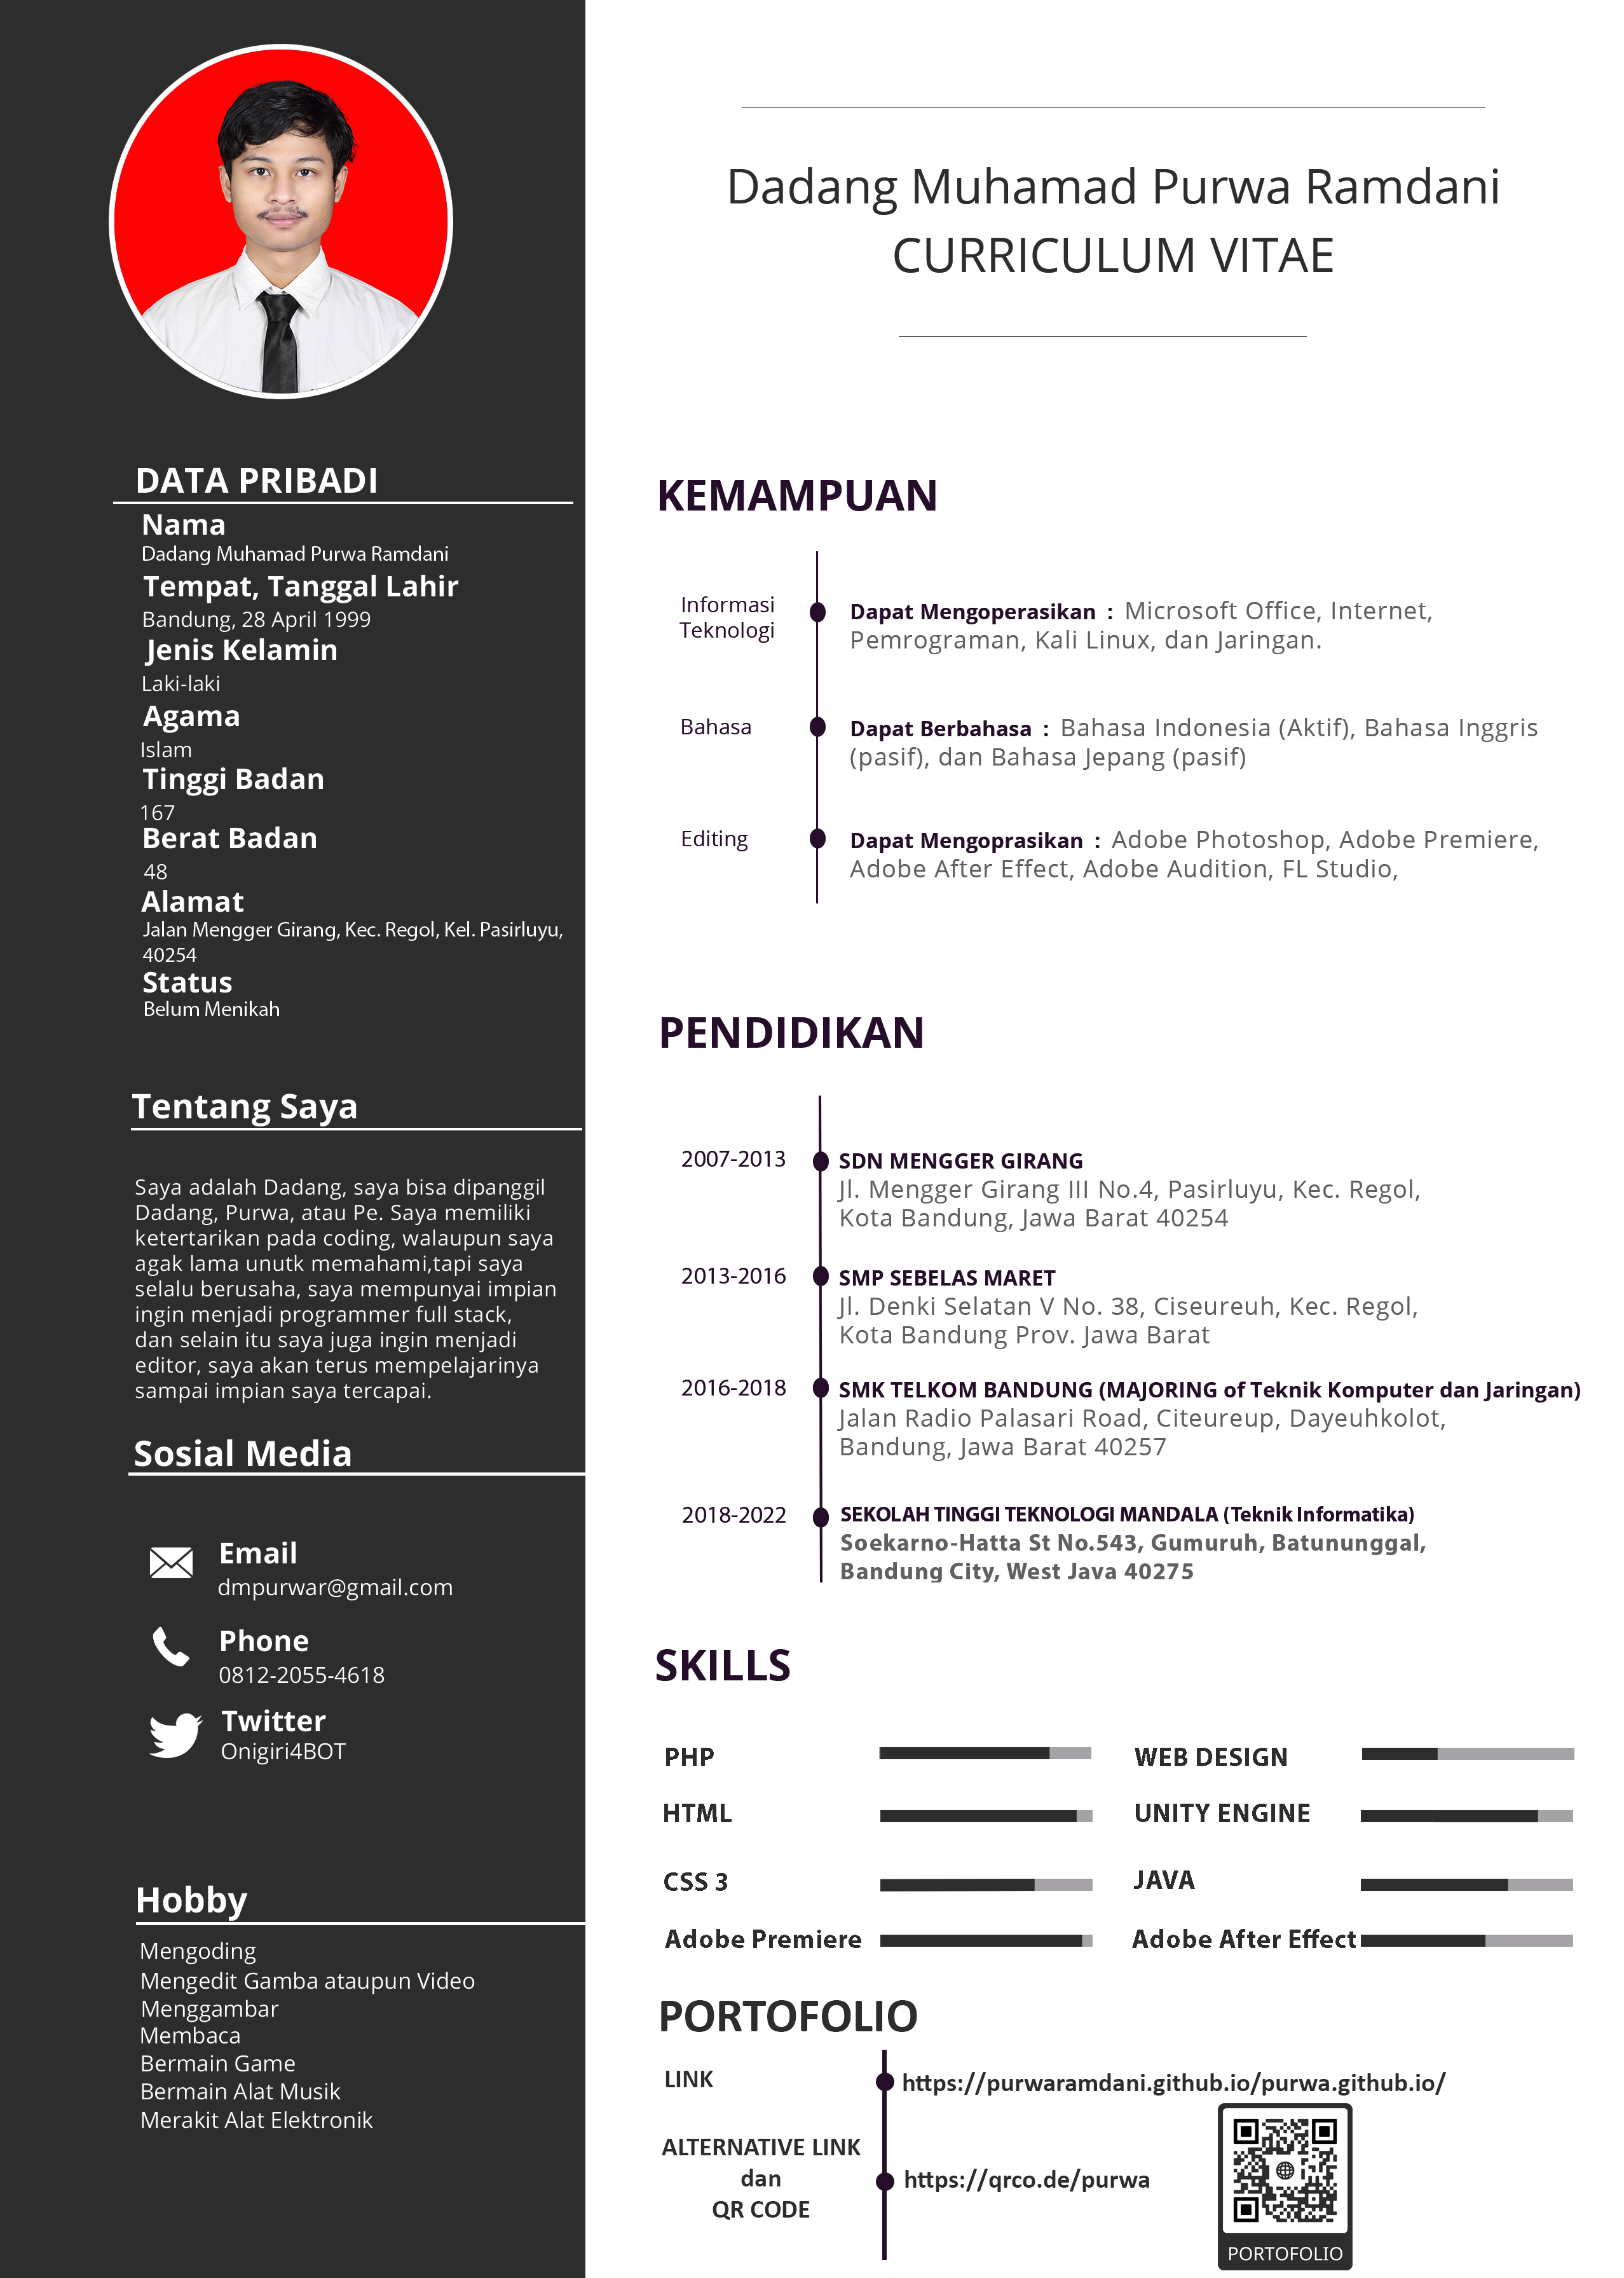 Dadang Muhamad Purwa Ramdani
CURRICULUM VITAE
DATA PRIBADI
Nama
Dadang Muhamad Purwa Ramdani
Tempat, Tanggal Lahir
Bandung, 28 April 1999
Jenis Kelamin
Laki-laki
Agama
Islam
Tinggi Badan
167
Berat Badan
48
Alamat
Jalan Mengger Girang, Kec. Regol, Kel. Pasirluyu,
40254
Status
Belum Menikah
Tentang Saya
Saya adalah Dadang, saya bisa dipanggil
Dadang, Purwa, atau Pe. Saya memiliki
ketertarikan pada coding, walaupun saya
agak lama unutk memahami,tapi saya
selalu berusaha, saya mempunyai impian
ingin menjadi programmer full stack,
dan selain itu saya juga ingin menjadi
editor, saya akan terus mempelajarinya
sampai impian saya tercapai.
Sosial Media
Email
dmpurwar@gmail.com
Phone
0812-2055-4618
Twitter
Onigiri4BOT
Hobby
Mengoding
Mengedit Gamba ataupun Video
Menggambar
Membaca
Bermain Game
Bermain Alat Musik
Merakit Alat Elektronik
KEMAMPUAN
Informasi
Teknologi
Dapat Mengoperasikan : Microsoft Office, Internet,
Pemrograman, Kali Linux, dan Jaringan.
Bahasa
Dapat Berbahasa : Bahasa Indonesia (Aktif), Bahasa Inggris
(pasif), dan Bahasa Jepang (pasif)
Editing
Dapat Mengoprasikan : Adobe Photoshop, Adobe Premiere,
Adobe After Effect, Adobe Audition, FL Studio,
PENDIDIKAN
2007-2013
SDN MENGGER GIRANG
Jl. Mengger Girang III No.4, Pasirluyu, Kec. Regol,
Kota Bandung, Jawa Barat 40254
2013-2016
SMP SEBELAS MARET
Jl. Denki Selatan V No. 38, Ciseureuh, Kec. Regol,
Kota Bandung Prov. Jawa Barat
2016-2018
SMK TELKOM BANDUNG (MAJORING of Teknik Komputer dan Jaringan)
Jalan Radio Palasari Road, Citeureup, Dayeuhkolot,
Bandung, Jawa Barat 40257
2018-2022
SEKOLAH TINGGI TEKNOLOGI MANDALA (Teknik Informatika)
Soekarno-Hatta St No.543, Gumuruh, Batununggal,
Bandung City, West Java 40275
SKILLS
PHP
WEB DESIGN
HTML
UNITY ENGINE
CSS 3
JAVA
Adobe Premiere
Adobe After Effect
PORTOFOLIO
LINK
https://purwaramdani.github.io/purwa.github.io/
ALTERNATIVE LINK
dan
QR CODE
https://qrco.de/purwa
PORTOFOLIO